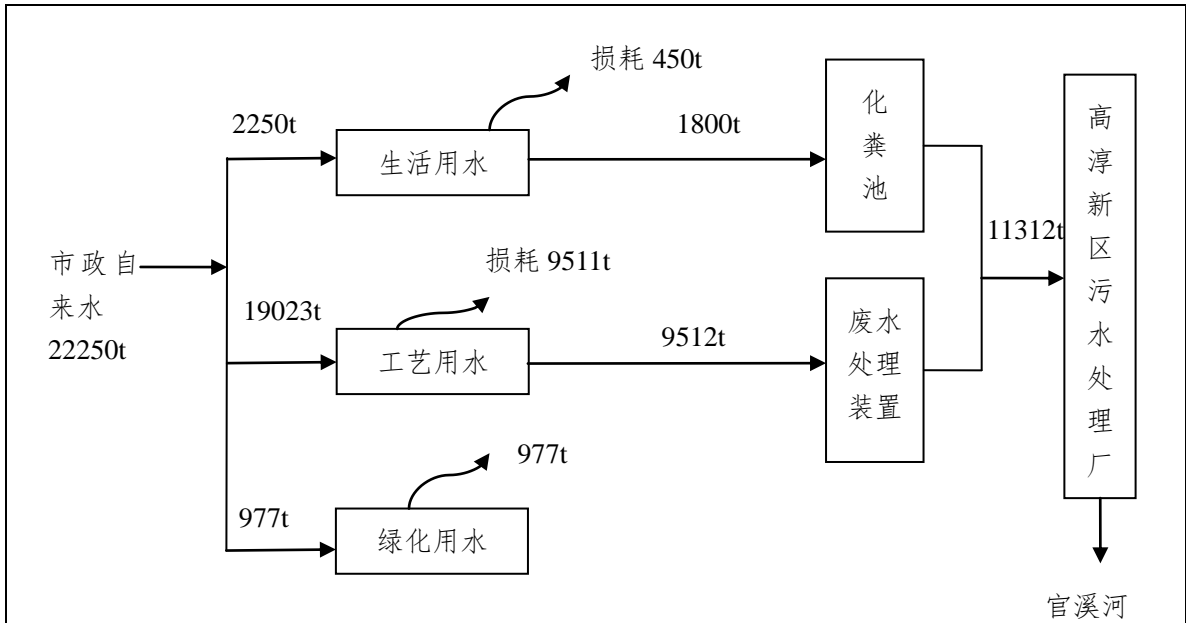 损耗 450t
2250t
生活用水
1800t
化
粪
池
高
淳
新
区
污
水
处
理
厂
11312t
市政自
来水
22250t
损耗 9511t
19023t
工艺用水
9512t
废水
处理
装置
977t
977t
绿化用水
官溪河